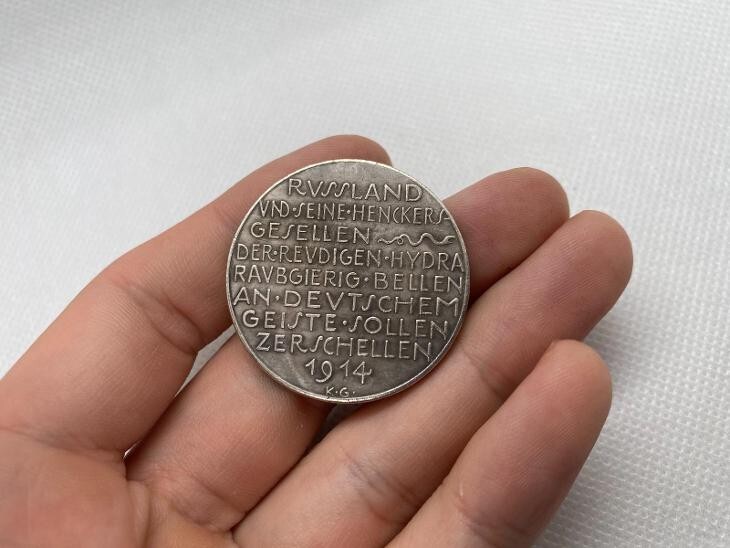 RVSSLAND
VND·SEINE·HENCKERS-
GESELLEN
DER·REVDIGEN·HYDRA
RAVBGIERIG·BELLEN
AN·DEVTSCHEM
GEISTE·SOLLEN
ZERSCHELLEN
1914
K·G·